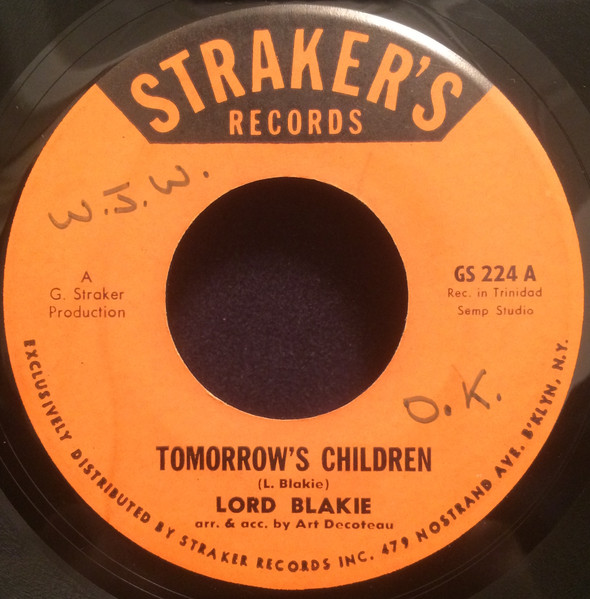 STRAKER'S
RECORDS
W.J.W.
A
G. Straker
Production
GS 224 A
Rec. in Trinidad
Semp Studio
O.K.
TOMORROW'S CHILDREN
(L. Blakie)
LORD BLAKIE
arr. & acc. by Art Decoteau
EXCLUSIVELY DISTRIBUTED BY STRAKER RECORDS INC. 479 NOSTRAND AVE. B'KLYN, N.Y.